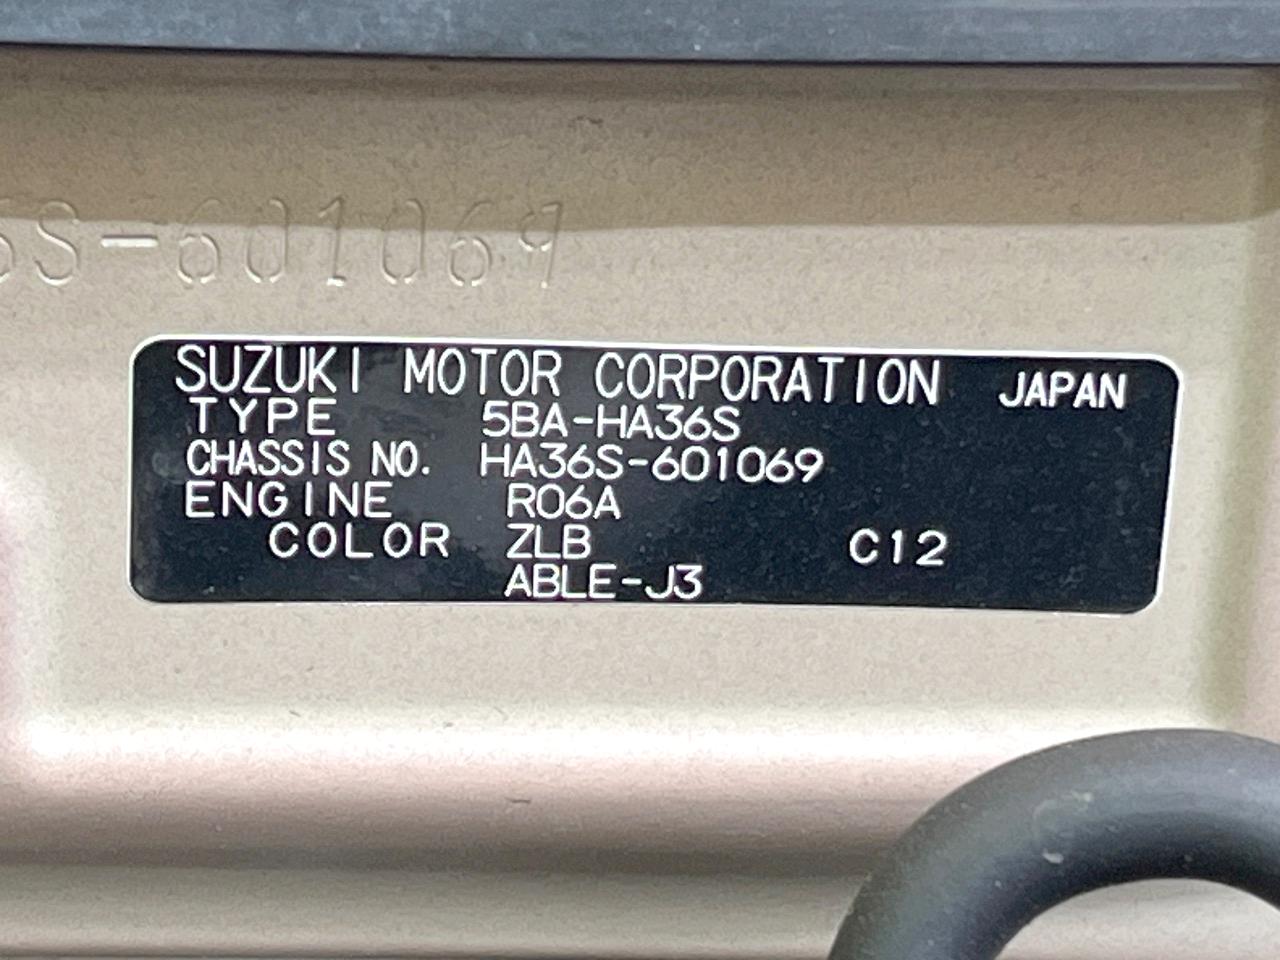 6S-601069
SUZUKI MOTOR CORPORATION JAPAN
TYPE 5BA-HA36S
CHASSIS NO. HA36S-601069
ENGINE R06A
COLOR ZLB C12
ABLE-J3